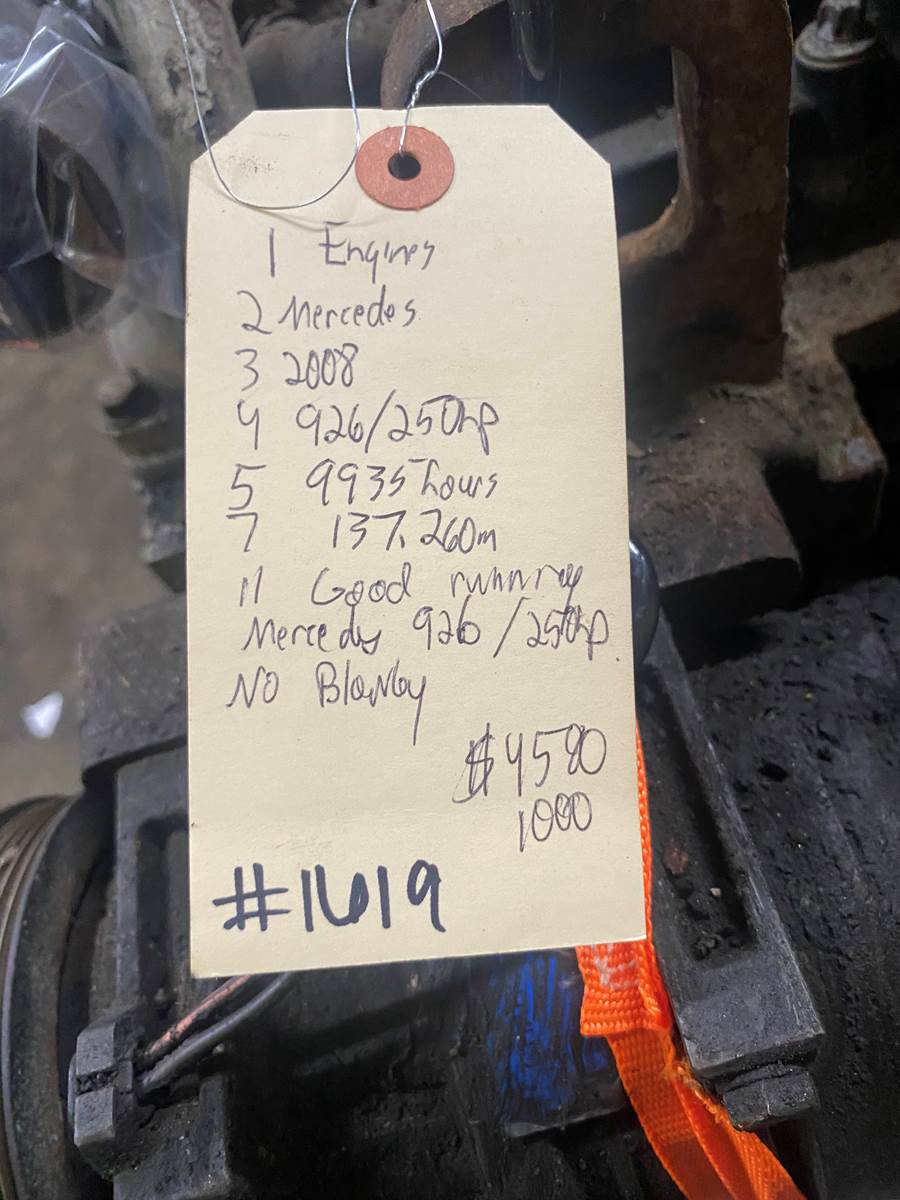 1 Engines
2 Mercedes
3 2008
4 926/250hp
5 9935 hours
7 137,260m
11 Good running
Mercedes 926/250hp.
NO Blowby
$4580
1000
#1619